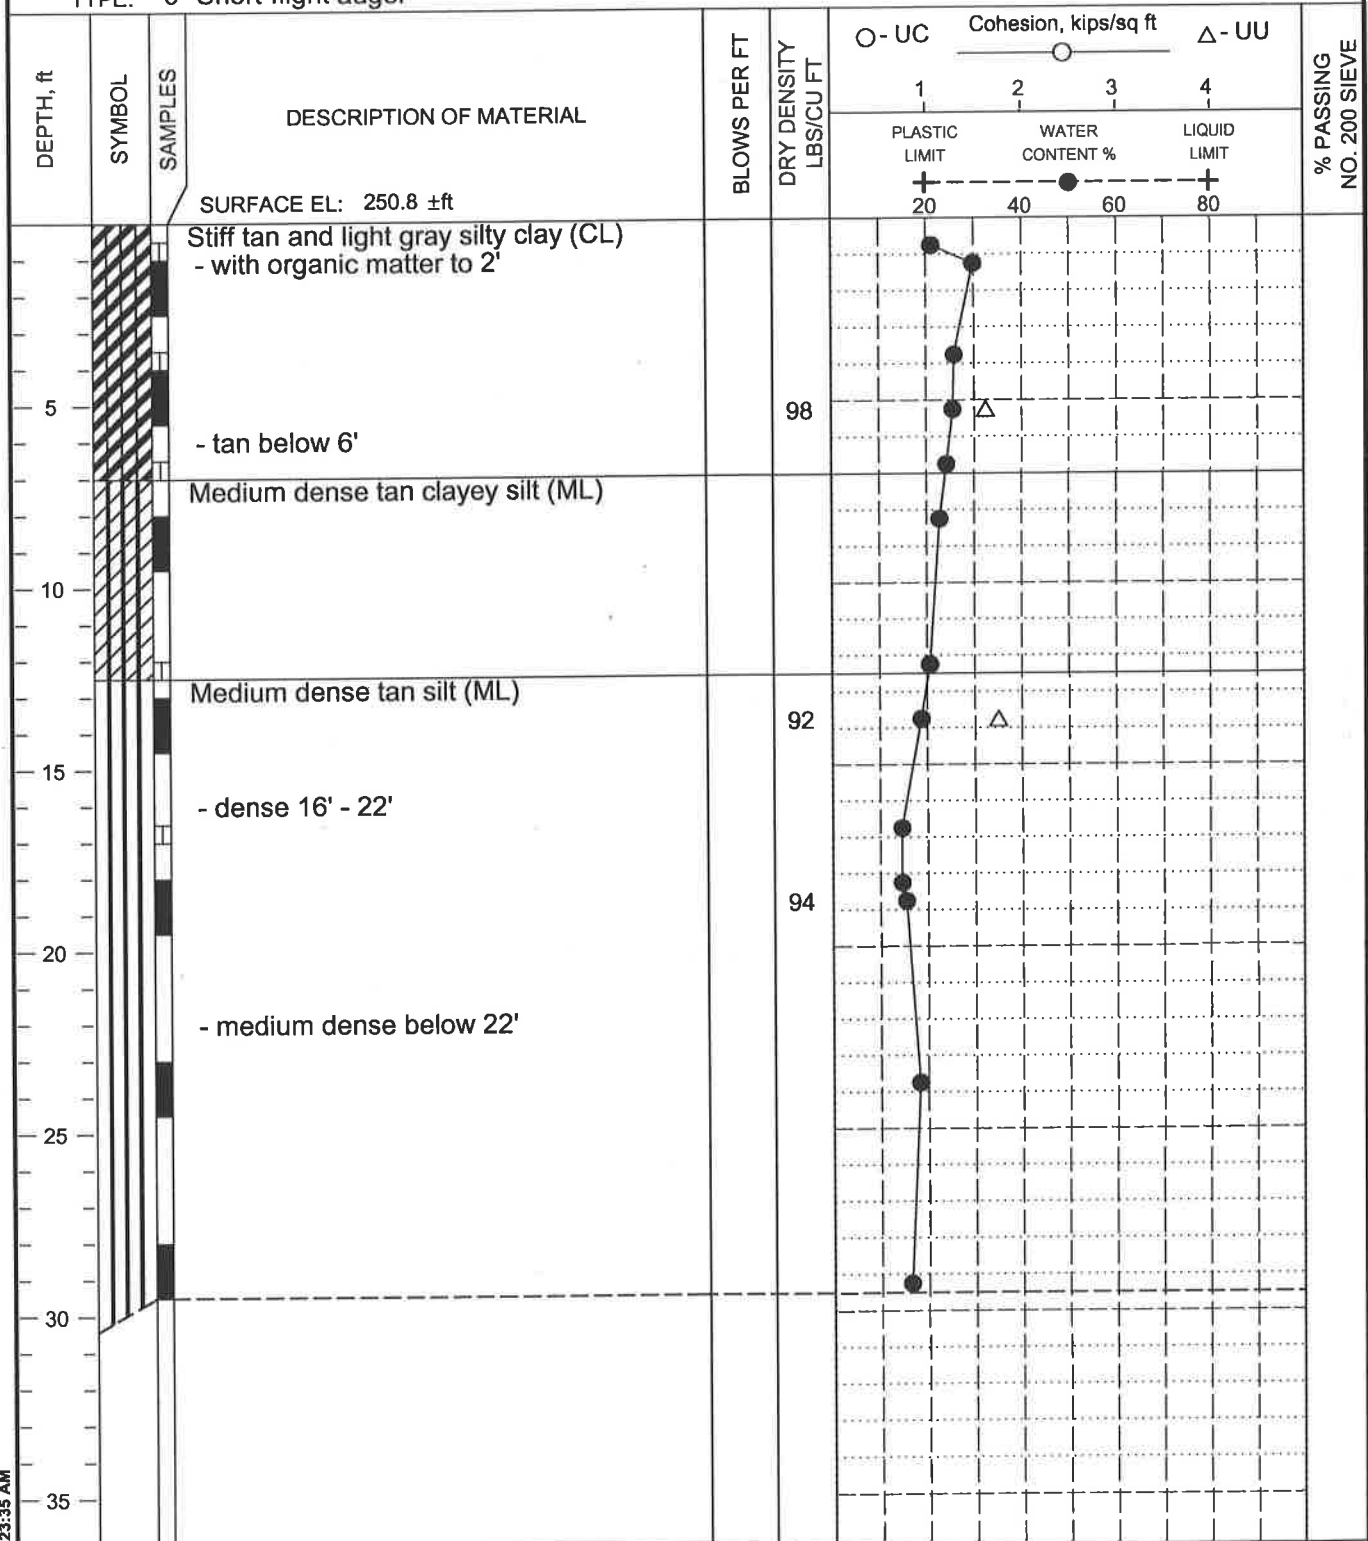 TYPE:
O - UC Cohesion, kips/sq ft △ - UU
1 2 3 4
DEPTH, ft
SYMBOL
SAMPLES
DESCRIPTION OF MATERIAL
BLOWS PER FT
DRY DENSITY
LBS/CU FT
% PASSING
NO. 200 SIEVE
PLASTIC
LIMIT
WATER
CONTENT %
LIQUID
LIMIT
SURFACE EL: 250.8 ±ft
20 40 60 80
Stiff tan and light gray silty clay (CL)
- with organic matter to 2'
5
98
- tan below 6'
Medium dense tan clayey silt (ML)
10
Medium dense tan silt (ML)
92
15
- dense 16' - 22'
94
20
- medium dense below 22'
25
30
35
23:35 AM